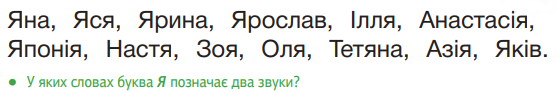 Яна, Яся, Ярина, Ярослав, Ілля, Анастасія,
Японія, Настя, Зоя, Оля, Тетяна, Азія, Яків.
● У яких словах буква Я позначає два звуки?